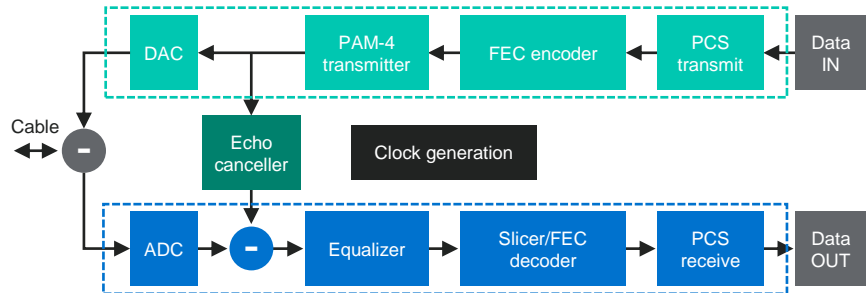 DAC
PAM-4
transmitter
FEC encoder
PCS
transmit
Data
IN
Cable
-
Echo
canceller
Clock generation
ADC
-
Equalizer
Slicer/FEC
decoder
PCS
receive
Data
OUT